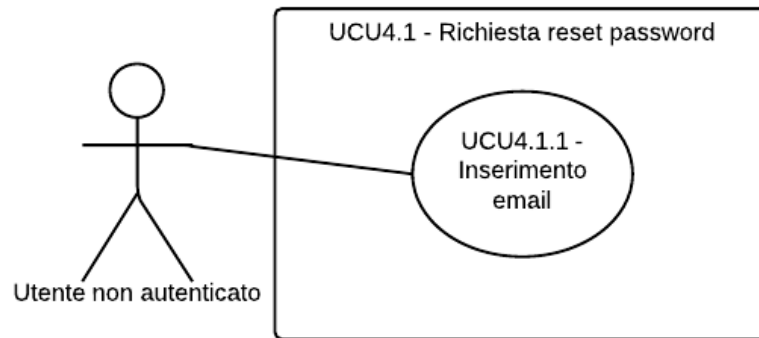 UCU4.1 - Richiesta reset password
UCU4.1.1 -
Inserimento
email
Utente non autenticato